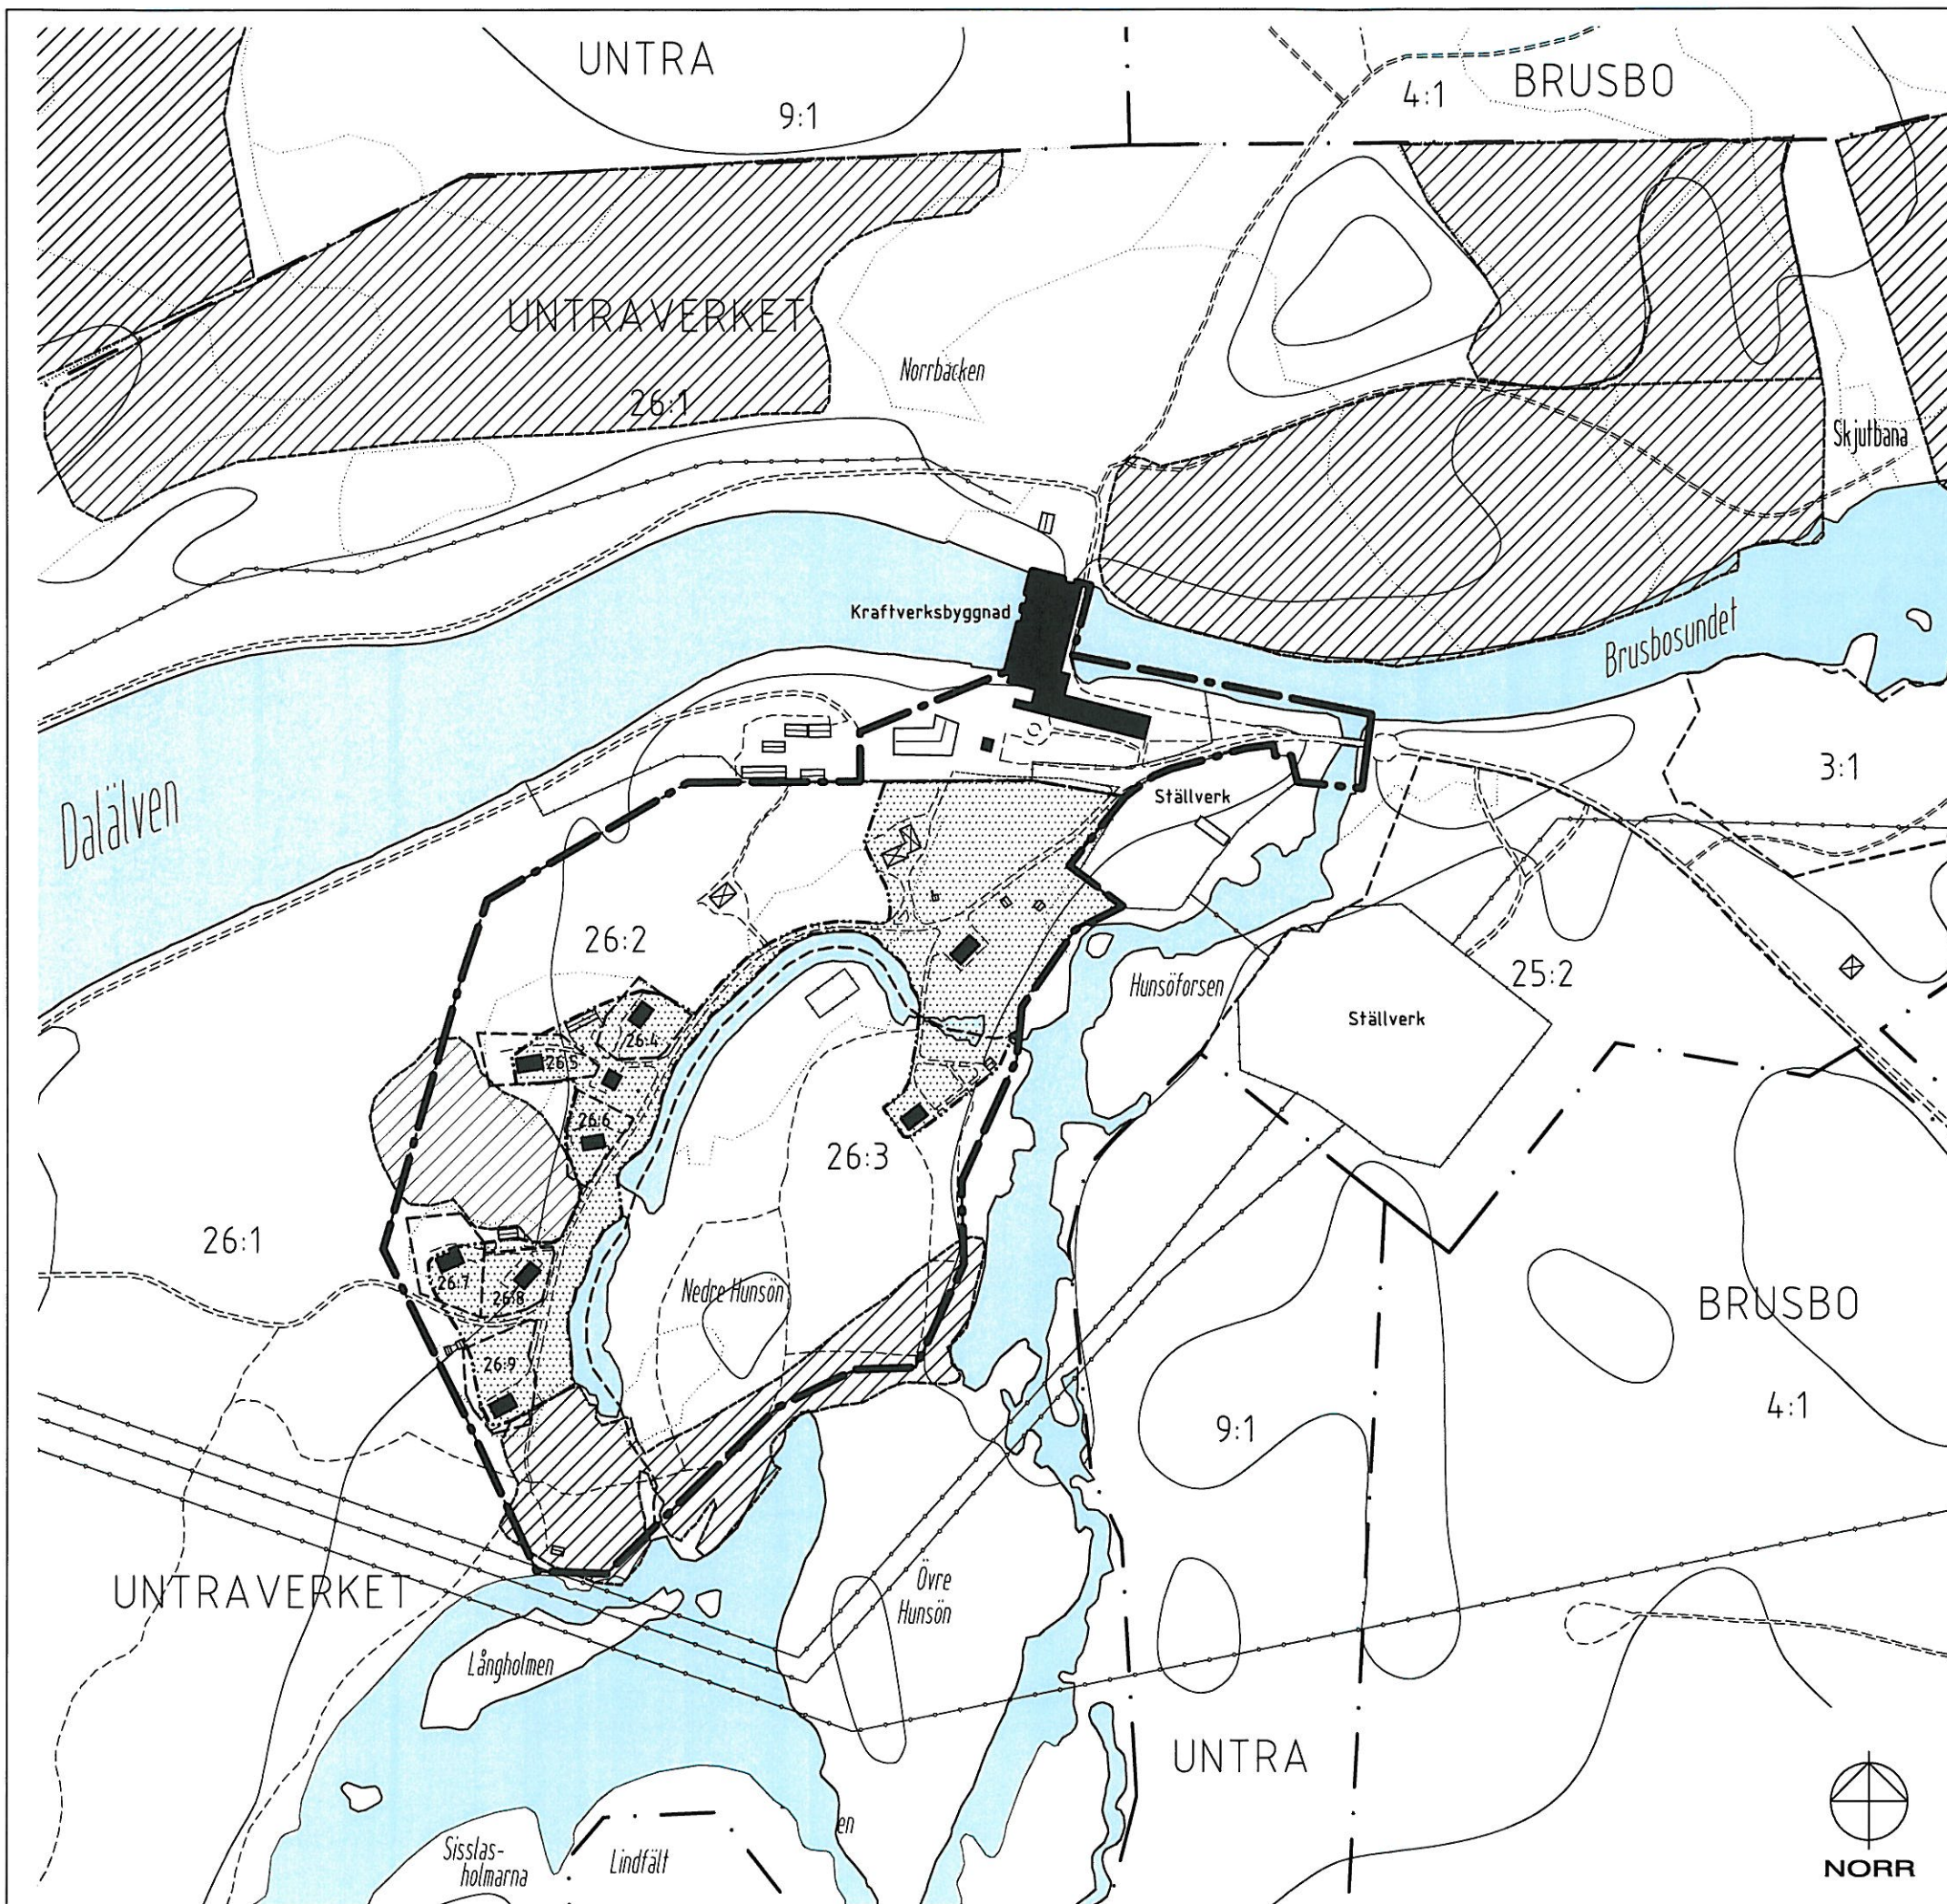 UNTRA
9:1
4:1
BRUSBO
UNTRAVERKET
26:1
Norrbäcken
Skjutbana
Kraftverksbyggnad
Brusbosundet
Dalälven
3:1
Ställverk
26:2
Hunsöforsen
25:2
Ställverk
26:4
26:5
26:6
26:3
26:1
26:7
26:8
Nedre Hunsön
BRUSBO
26:9
4:1
9:1
UNTRAVERKET
Övre
Hunsön
Långholmen
UNTRA
en
Sisslas-
holmarna
Lindfält
NORR